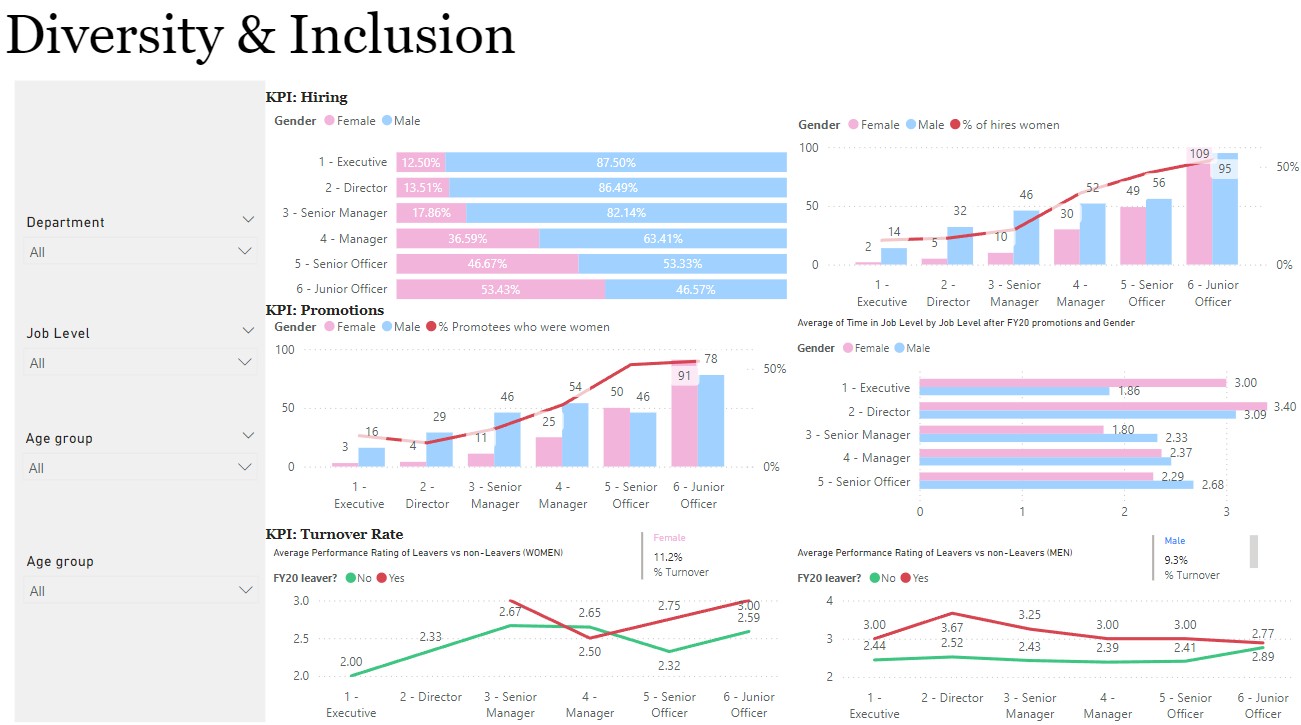 Diversity & Inclusion
Department
All
Job Level
All
Age group
All
Age group
All
KPI: Hiring
Gender Female Male
1 - Executive 12.50% 87.50%
2 - Director 13.51% 86.49%
3 - Senior Manager 17.86% 82.14%
4 - Manager 36.59% 63.41%
5 - Senior Officer 46.67% 53.33%
6 - Junior Officer 53.43% 46.57%
Gender Female Male % of hires women
100
50
0
50%
0%
2 14 5 32 10 46 30 52 49 56 109 95
1 - Executive
2 - Director
3 - Senior Manager
4 - Manager
5 - Senior Officer
6 - Junior Officer
KPI: Promotions
Gender Female Male % Promotees who were women
100
50
0
50%
0%
3 16 4 29 11 46 25 54 50 46 91 78
1 - Executive
2 - Director
3 - Senior Manager
4 - Manager
5 - Senior Officer
6 - Junior Officer
Average of Time in Job Level by Job Level after FY20 promotions and Gender
Gender Female Male
1 - Executive 3.00 1.86
2 - Director 3.40 3.09
3 - Senior Manager 1.80 2.33
4 - Manager 2.37
5 - Senior Officer 2.29 2.68
0 1 2 3
KPI: Turnover Rate
Average Performance Rating of Leavers vs non-Leavers (WOMEN)
Female
11.2%
% Turnover
FY20 leaver? No Yes
3.0
2.5
2.0
2.00 2.33 2.67 2.65 2.50 2.75 2.32 3.00 2.59
1 - Executive
2 - Director
3 - Senior Manager
4 - Manager
5 - Senior Officer
6 - Junior Officer
Average Performance Rating of Leavers vs non-Leavers (MEN)
Male
9.3%
% Turnover
FY20 leaver? No Yes
4
3
2
3.00 2.44 3.67 2.52 3.25 2.43 3.00 2.39 3.00 2.41 2.77 2.89
1 - Executive
2 - Director
3 - Senior Manager
4 - Manager
5 - Senior Officer
6 - Junior Officer